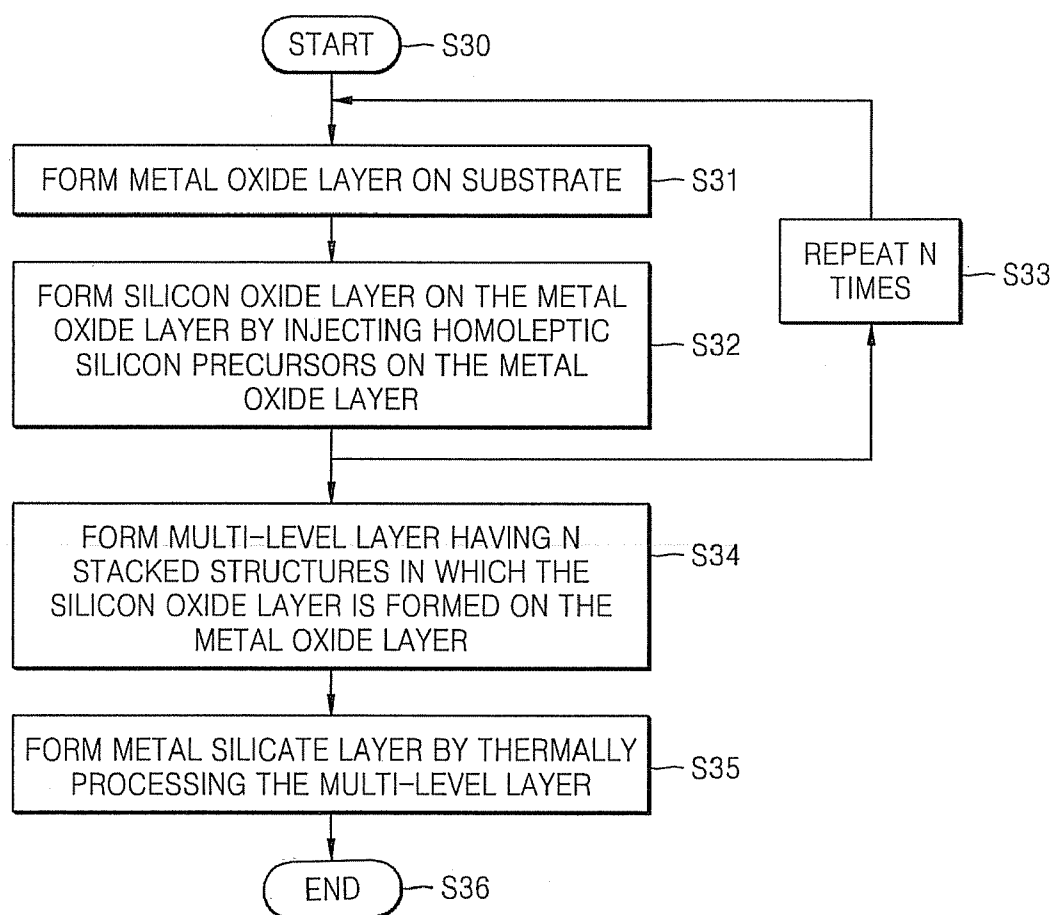 START
S30
FORM METAL OXIDE LAYER ON SUBSTRATE
S31
FORM SILICON OXIDE LAYER ON THE METAL
OXIDE LAYER BY INJECTING HOMOLEPTIC
SILICON PRECURSORS ON THE METAL
OXIDE LAYER
S32
REPEAT N
TIMES
S33
FORM MULTI-LEVEL LAYER HAVING N
STACKED STRUCTURES IN WHICH THE
SILICON OXIDE LAYER IS FORMED ON THE
METAL OXIDE LAYER
S34
FORM METAL SILICATE LAYER BY THERMALLY
PROCESSING THE MULTI-LEVEL LAYER
S35
END
S36